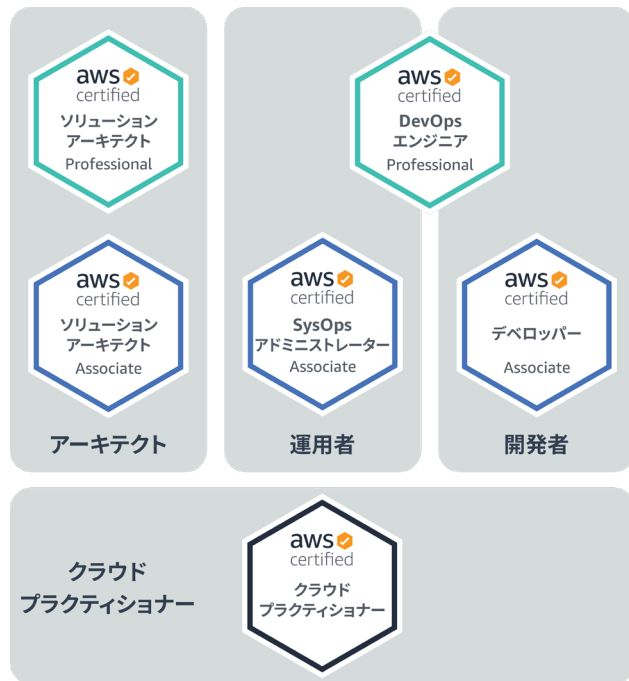 aws
certified
ソリューション
アーキテクト
Professional
aws
certified
DevOps
エンジニア
Professional
aws
certified
ソリューション
アーキテクト
Associate
aws
certified
SysOps
アドミニストレーター
Associate
aws
certified
デベロッパー
Associate
アーキテクト
運用者
開発者
クラウド
プラクティショナー
aws
certified
クラウド
プラクティショナー